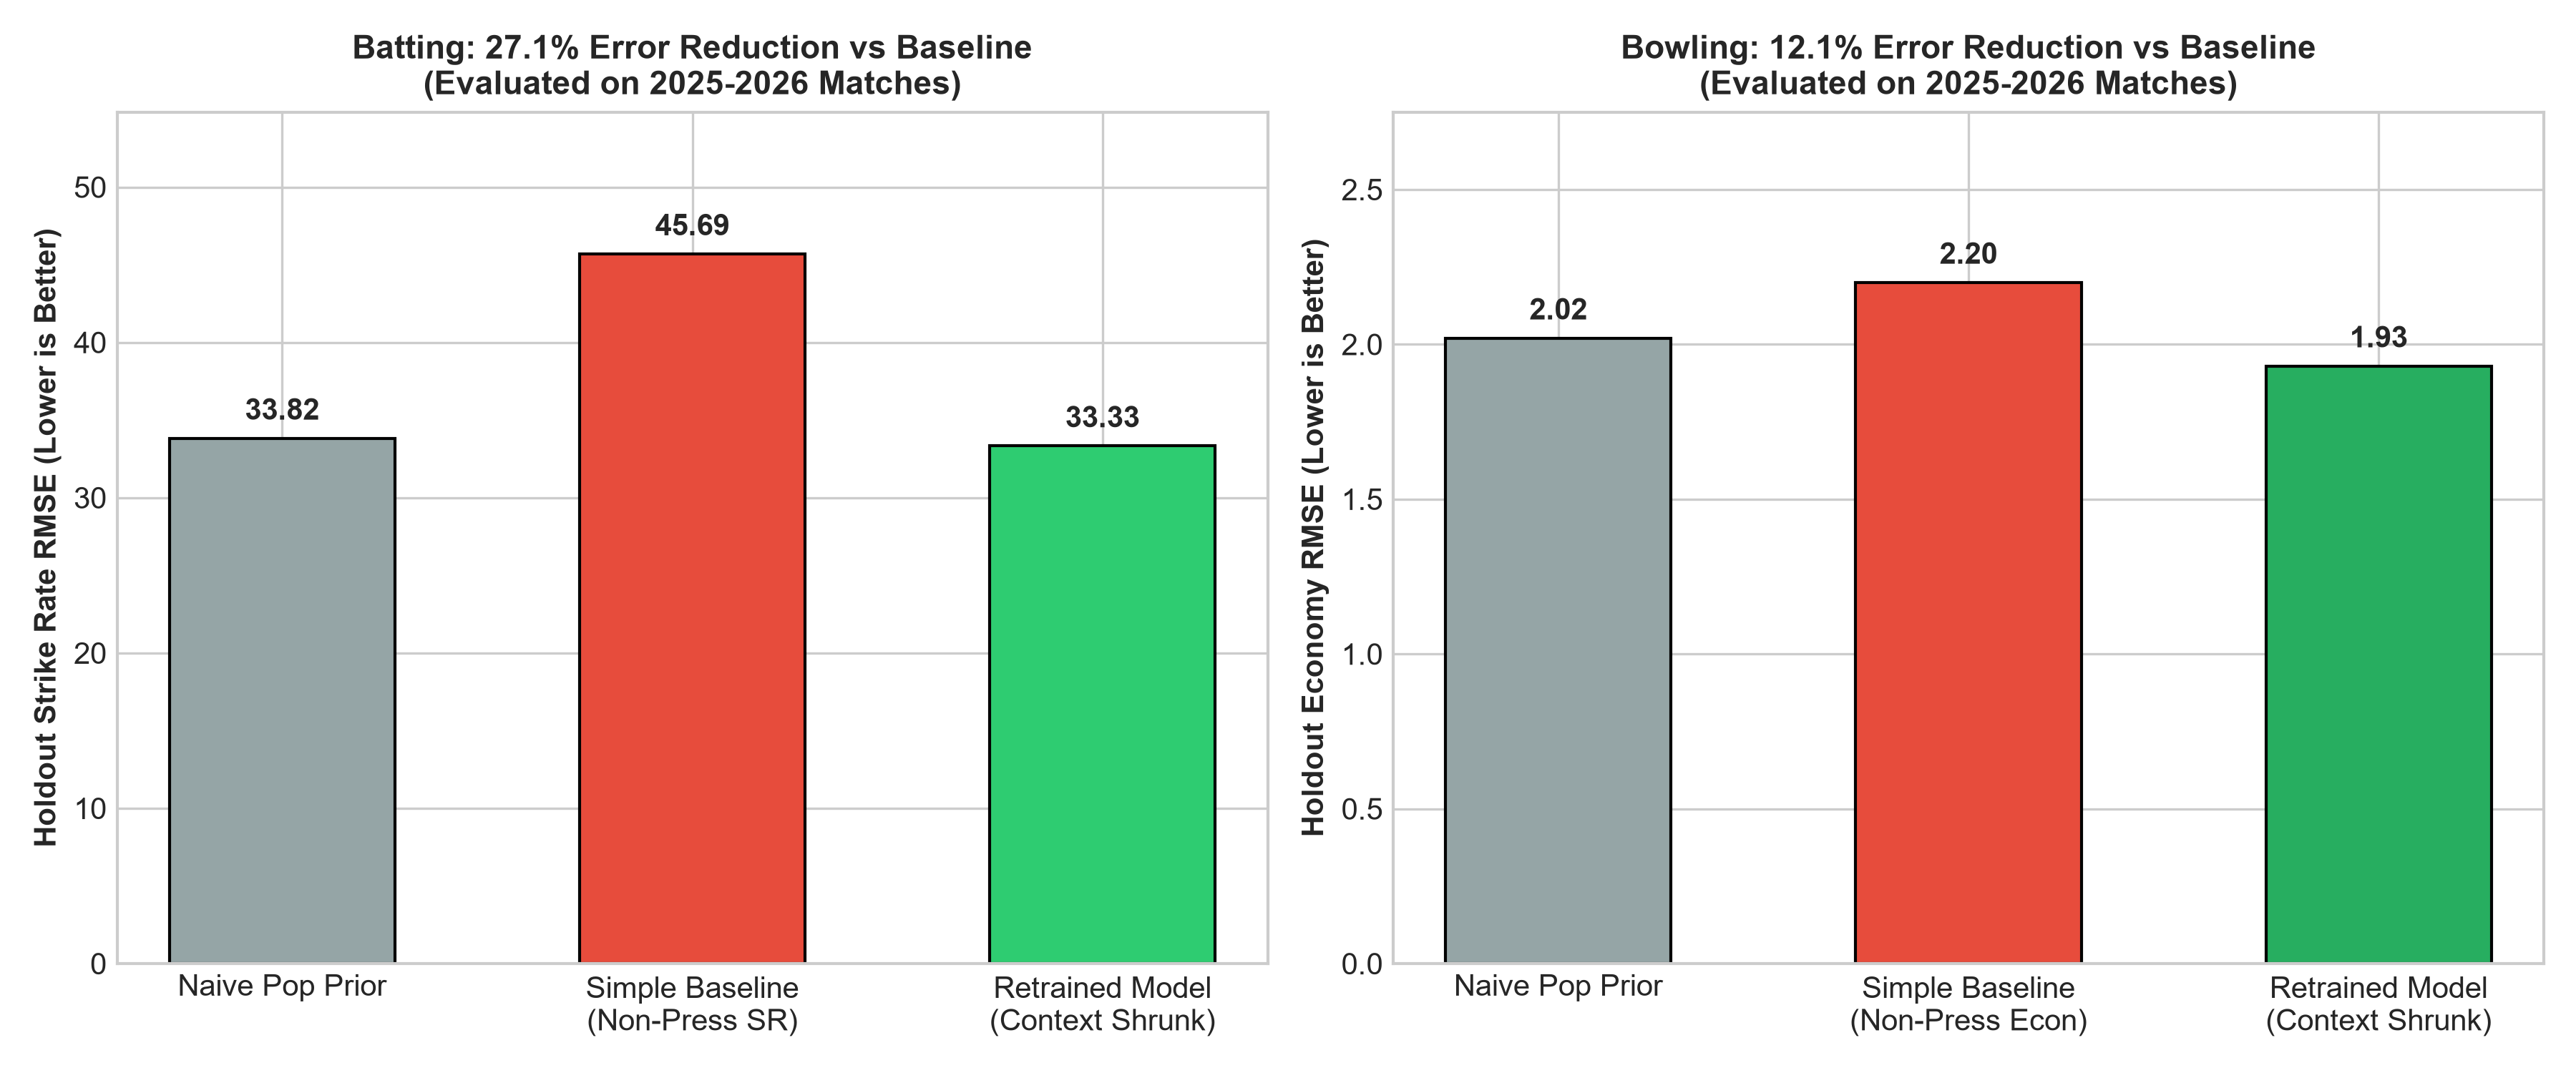 Batting: 27.1% Error Reduction vs Baseline
(Evaluated on 2025-2026 Matches)
Holdout Strike Rate RMSE (Lower is Better)
50
40
30
20
10
0
33.82
45.69
33.33
Naive Pop Prior
Simple Baseline
(Non-Press SR)
Retrained Model
(Context Shrunk)
Bowling: 12.1% Error Reduction vs Baseline
(Evaluated on 2025-2026 Matches)
Holdout Economy RMSE (Lower is Better)
2.5
2.0
1.5
1.0
0.5
0.0
2.02
2.20
1.93
Naive Pop Prior
Simple Baseline
(Non-Press Econ)
Retrained Model
(Context Shrunk)